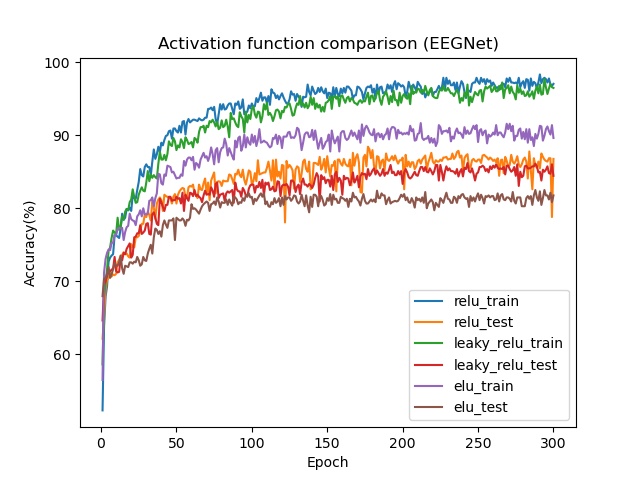 Activation function comparison (EEGNet)
Accuracy(%)
100
90
80
70
60
0 50 100 150 200 250 300
Epoch
relu_train
relu_test
leaky_relu_train
leaky_relu_test
elu_train
elu_test